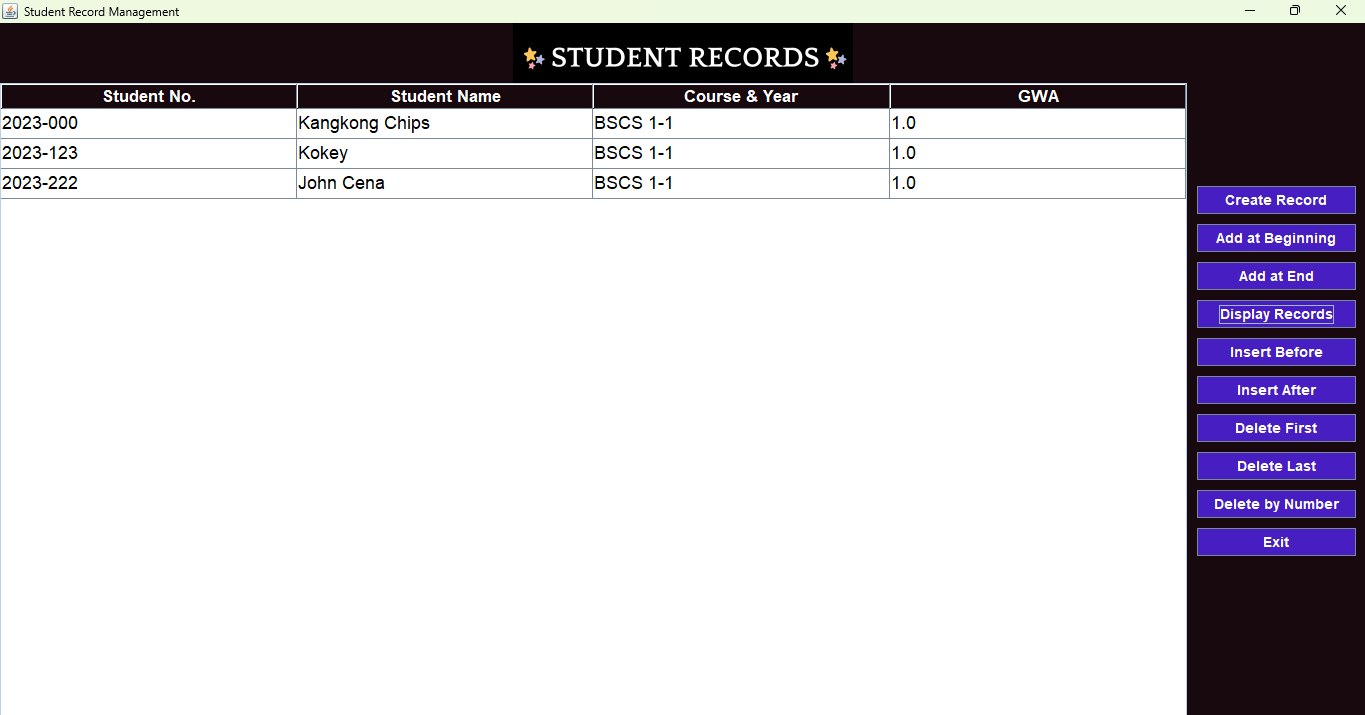 Student Record Management
STUDENT RECORDS
Student No. Student Name Course & Year GWA
2023-000 Kangkong Chips BSCS 1-1 1.0
2023-123 Kokey BSCS 1-1 1.0
2023-222 John Cena BSCS 1-1 1.0
Create Record
Add at Beginning
Add at End
Display Records
Insert Before
Insert After
Delete First
Delete Last
Delete by Number
Exit